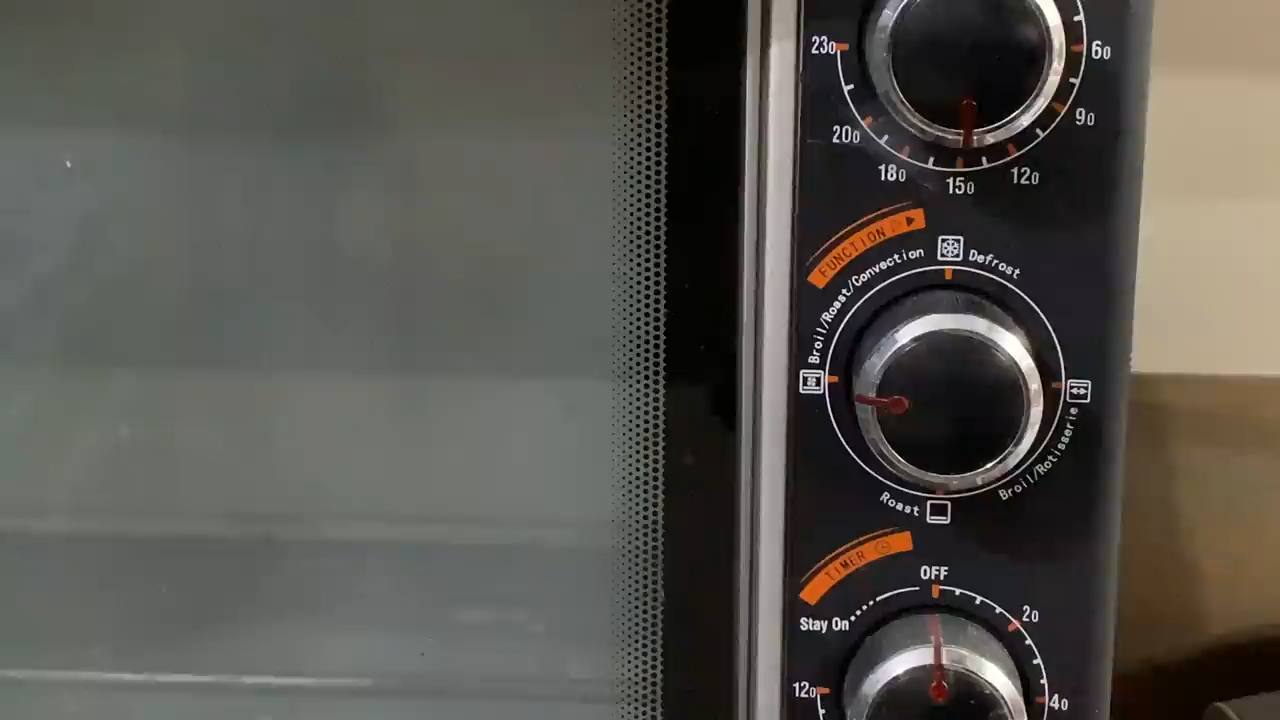 230
60
90
200
180
150
120
FUNCTION
Defrost
Broil/Roast/Convection
Broil/Rotisserie
Roast
TIMER
OFF
Stay On
20
120
40